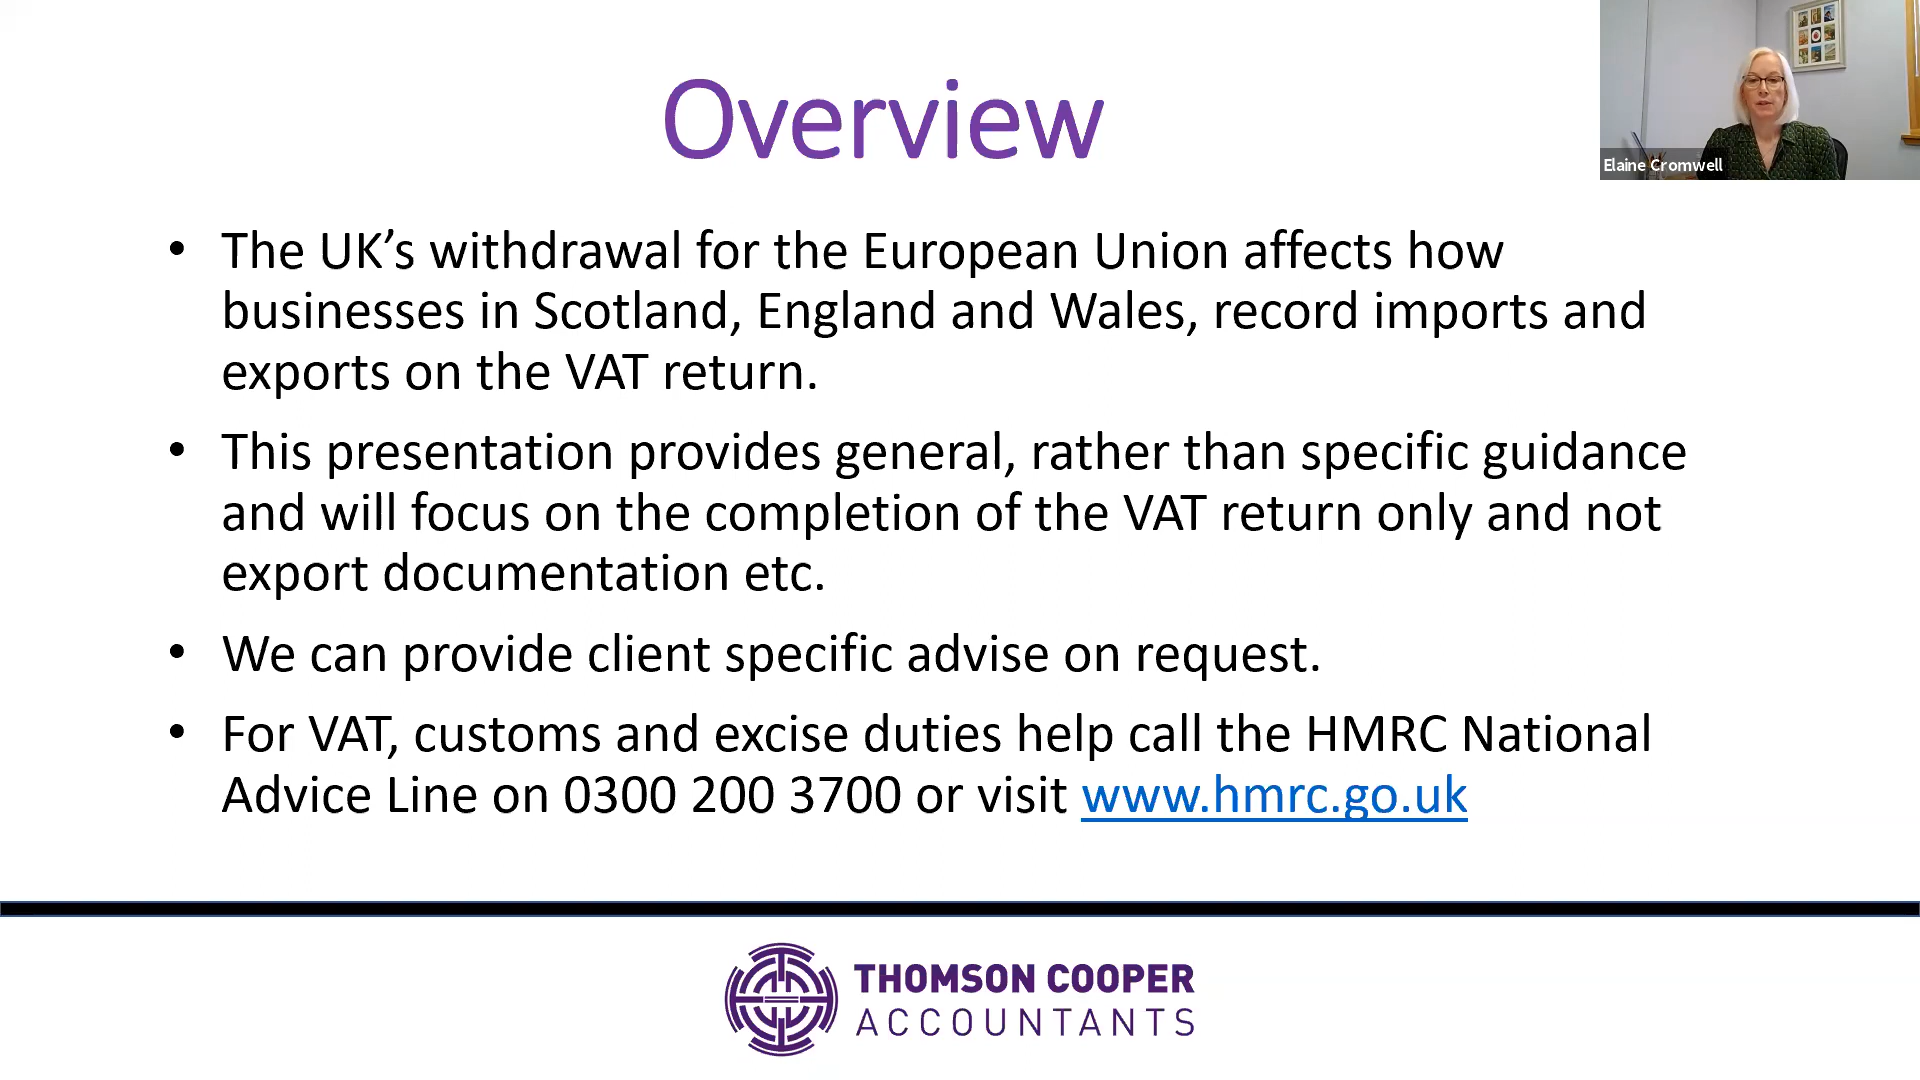 Overview
Elaine Cromwell
• The UK’s withdrawal for the European Union affects how
businesses in Scotland, England and Wales, record imports and
exports on the VAT return.
• This presentation provides general, rather than specific guidance
and will focus on the completion of the VAT return only and not
export documentation etc.
• We can provide client specific advise on request.
• For VAT, customs and excise duties help call the HMRC National
Advice Line on 0300 200 3700 or visit www.hmrc.go.uk
THOMSON COOPER
ACCOUNTANTS